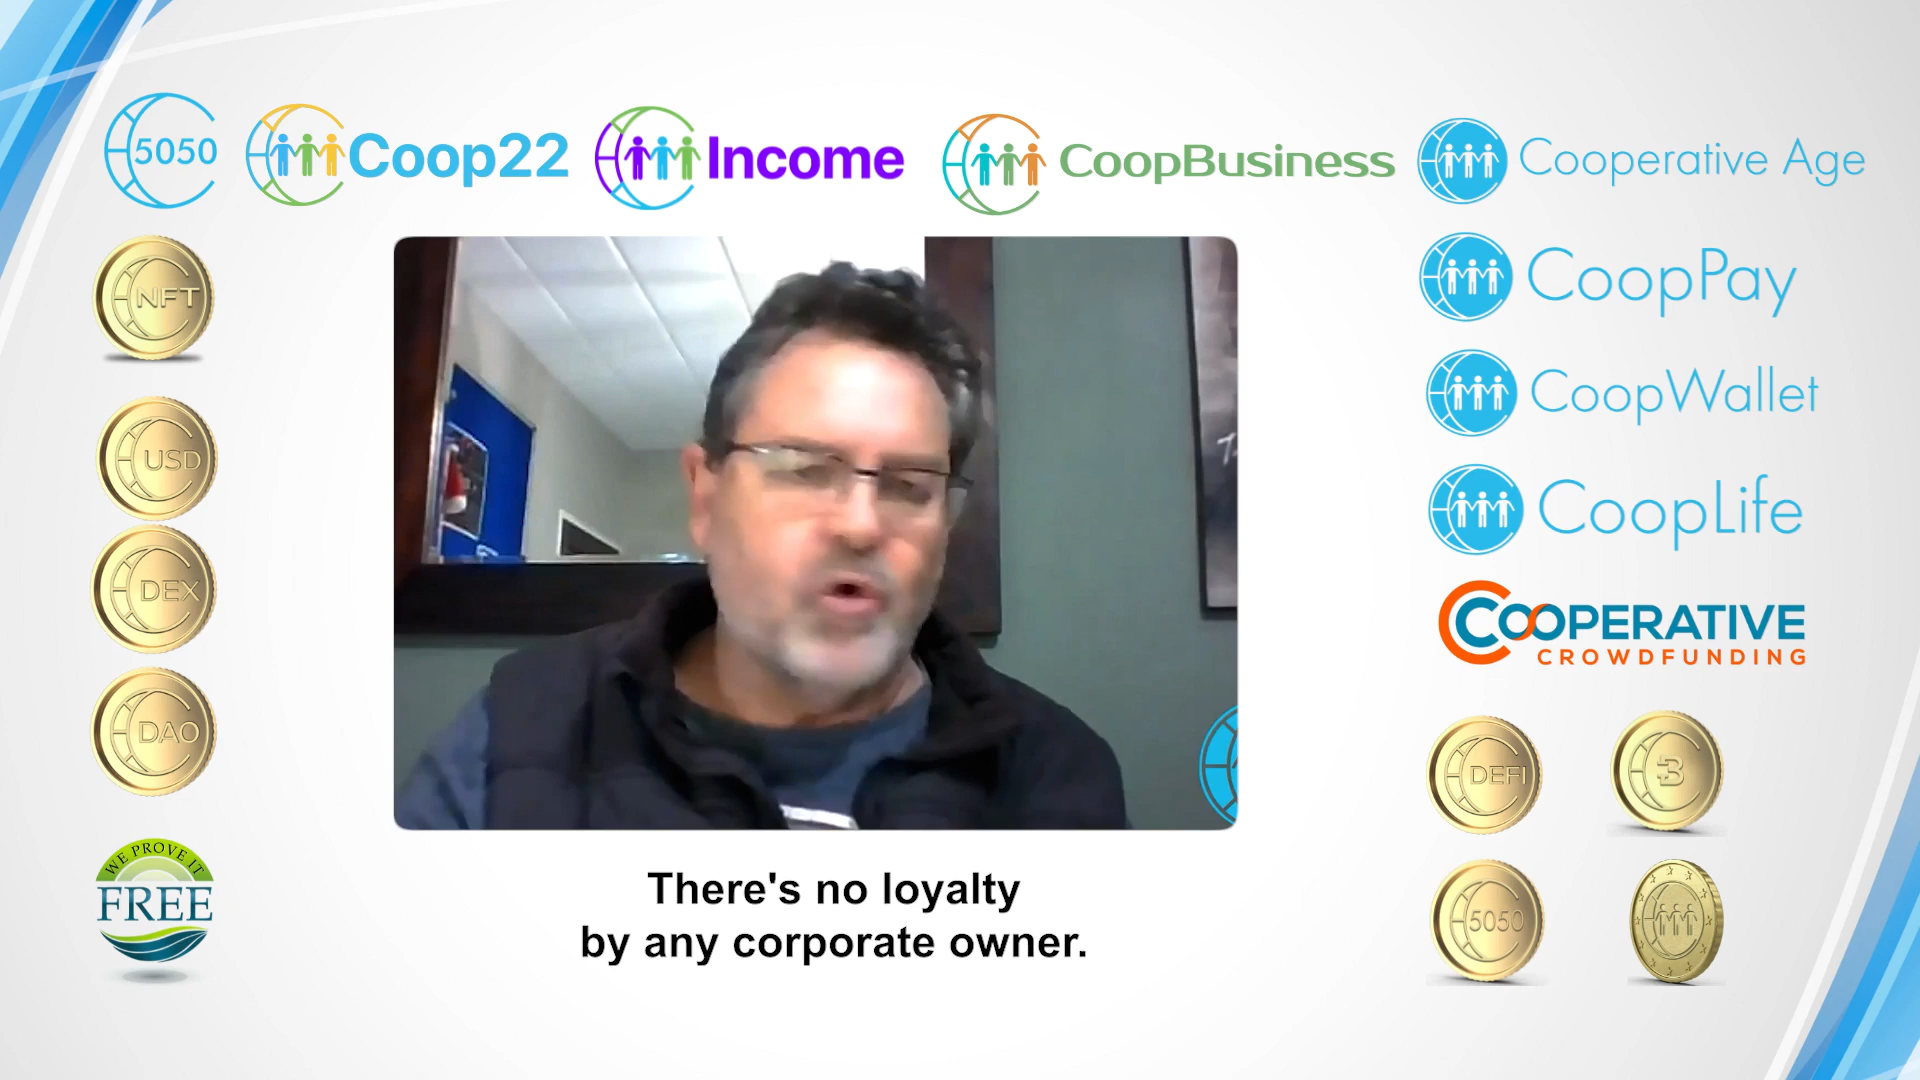 5050
Coop22
Income
CoopBusiness
Cooperative Age
NFT
CoopPay
CoopWallet
USD
CoopLife
DEX
COOPERATIVE
CROWDFUNDING
DAO
DEFI
WE PROVE IT
FREE
5050
There's no loyalty
by any corporate owner.